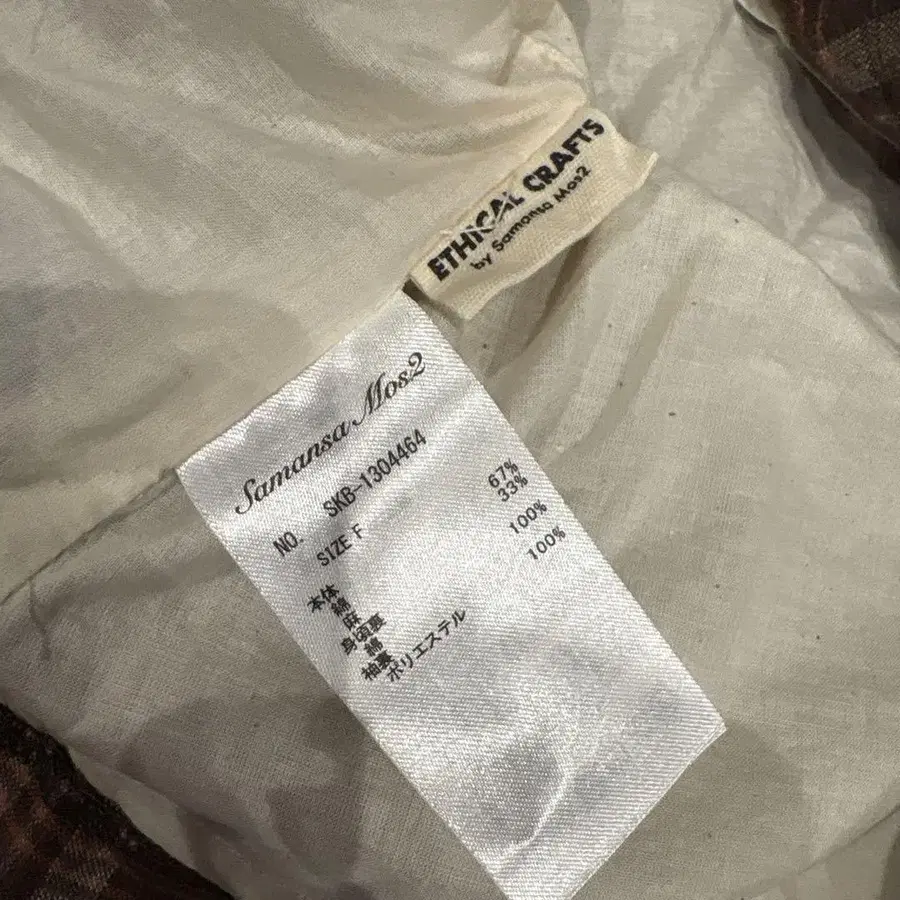 ETHICAL CRAFTS
by Samansa Mos2
Samansa Mos2
NO. SKB-1304464
SIZE F
本体
綿 67%
麻 33%
身頃裏
綿 100%
袖裏
ポリエステル 100%